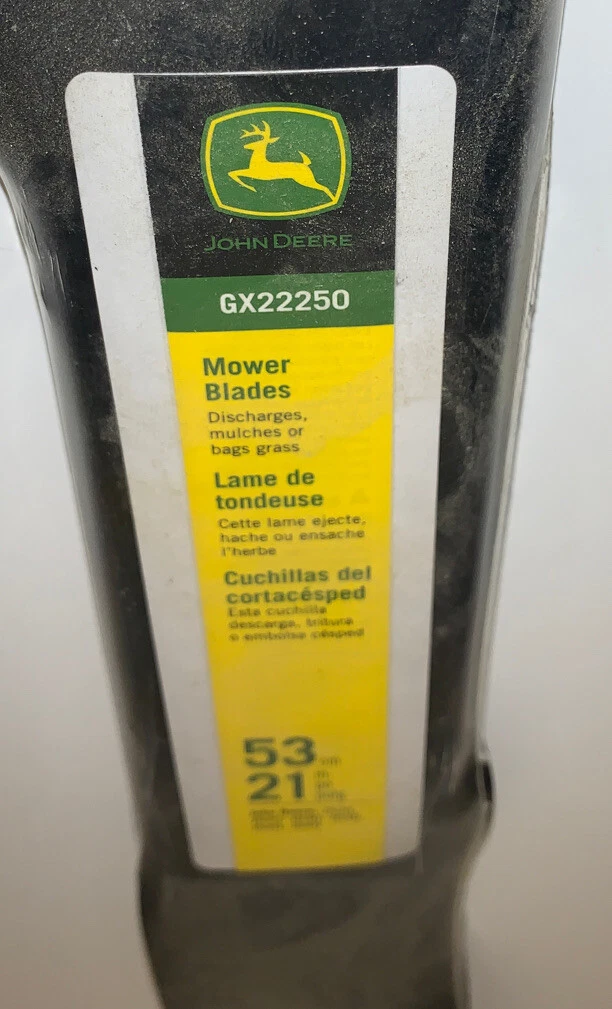 JOHN DEERE
GX22250
Mower
Blades
Discharges,
mulches or
bags grass
Lame de
tondeuse
Cette lame ejecte,
hache ou ensache
l'herbe
Cuchillas del
cortacésped
Esta cuchilla
descarga, tritura
o embolsa césped
53 cm
21